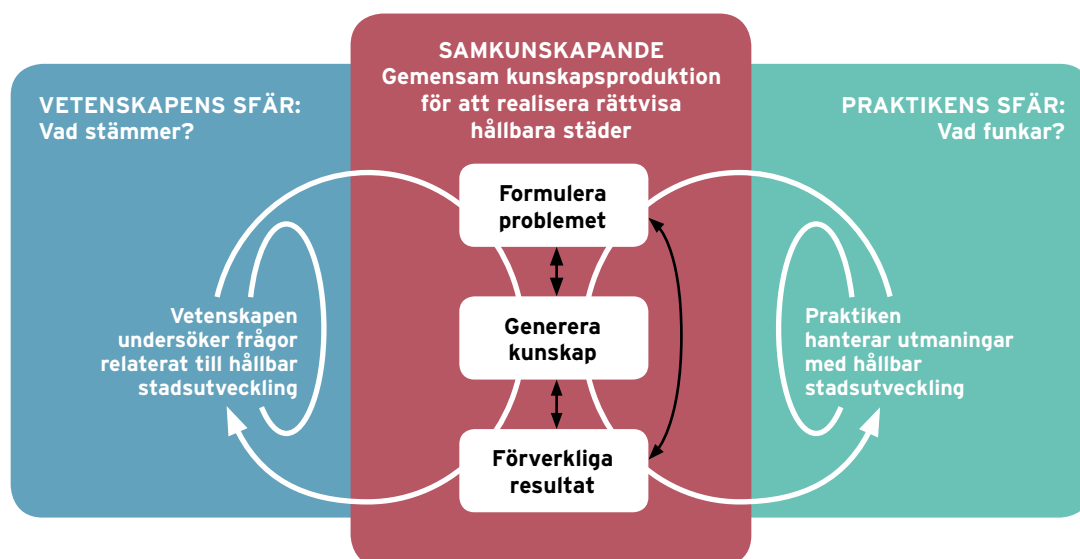 VETENSKAPENS SFÄR:
Vad stämmer?
SAMKUNSKAPANDE
Gemensam kunskapsproduktion
för att realisera rättvisa
hållbara städer
PRAKTIKENS SFÄR:
Vad funkar?
Formulera
problemet
Vetenskapen
undersöker frågor
relaterat till hållbar
stadsutveckling
Generera
kunskap
Praktiken
hanterar utmaningar
med hållbar
stadsutveckling
Förverkliga
resultat